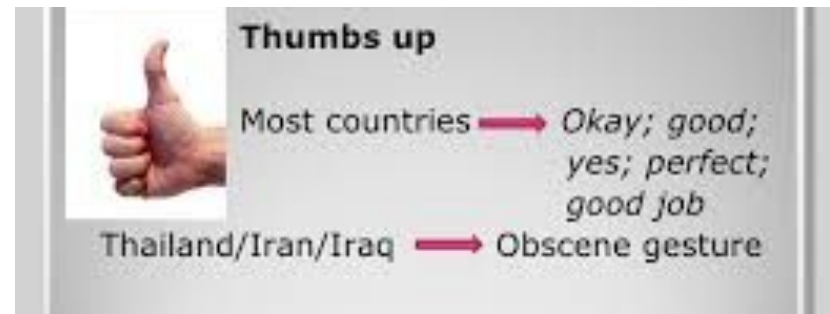 Thumbs up
Most countries Okay; good;
yes; perfect;
good job
Thailand/Iran/Iraq Obscene gesture